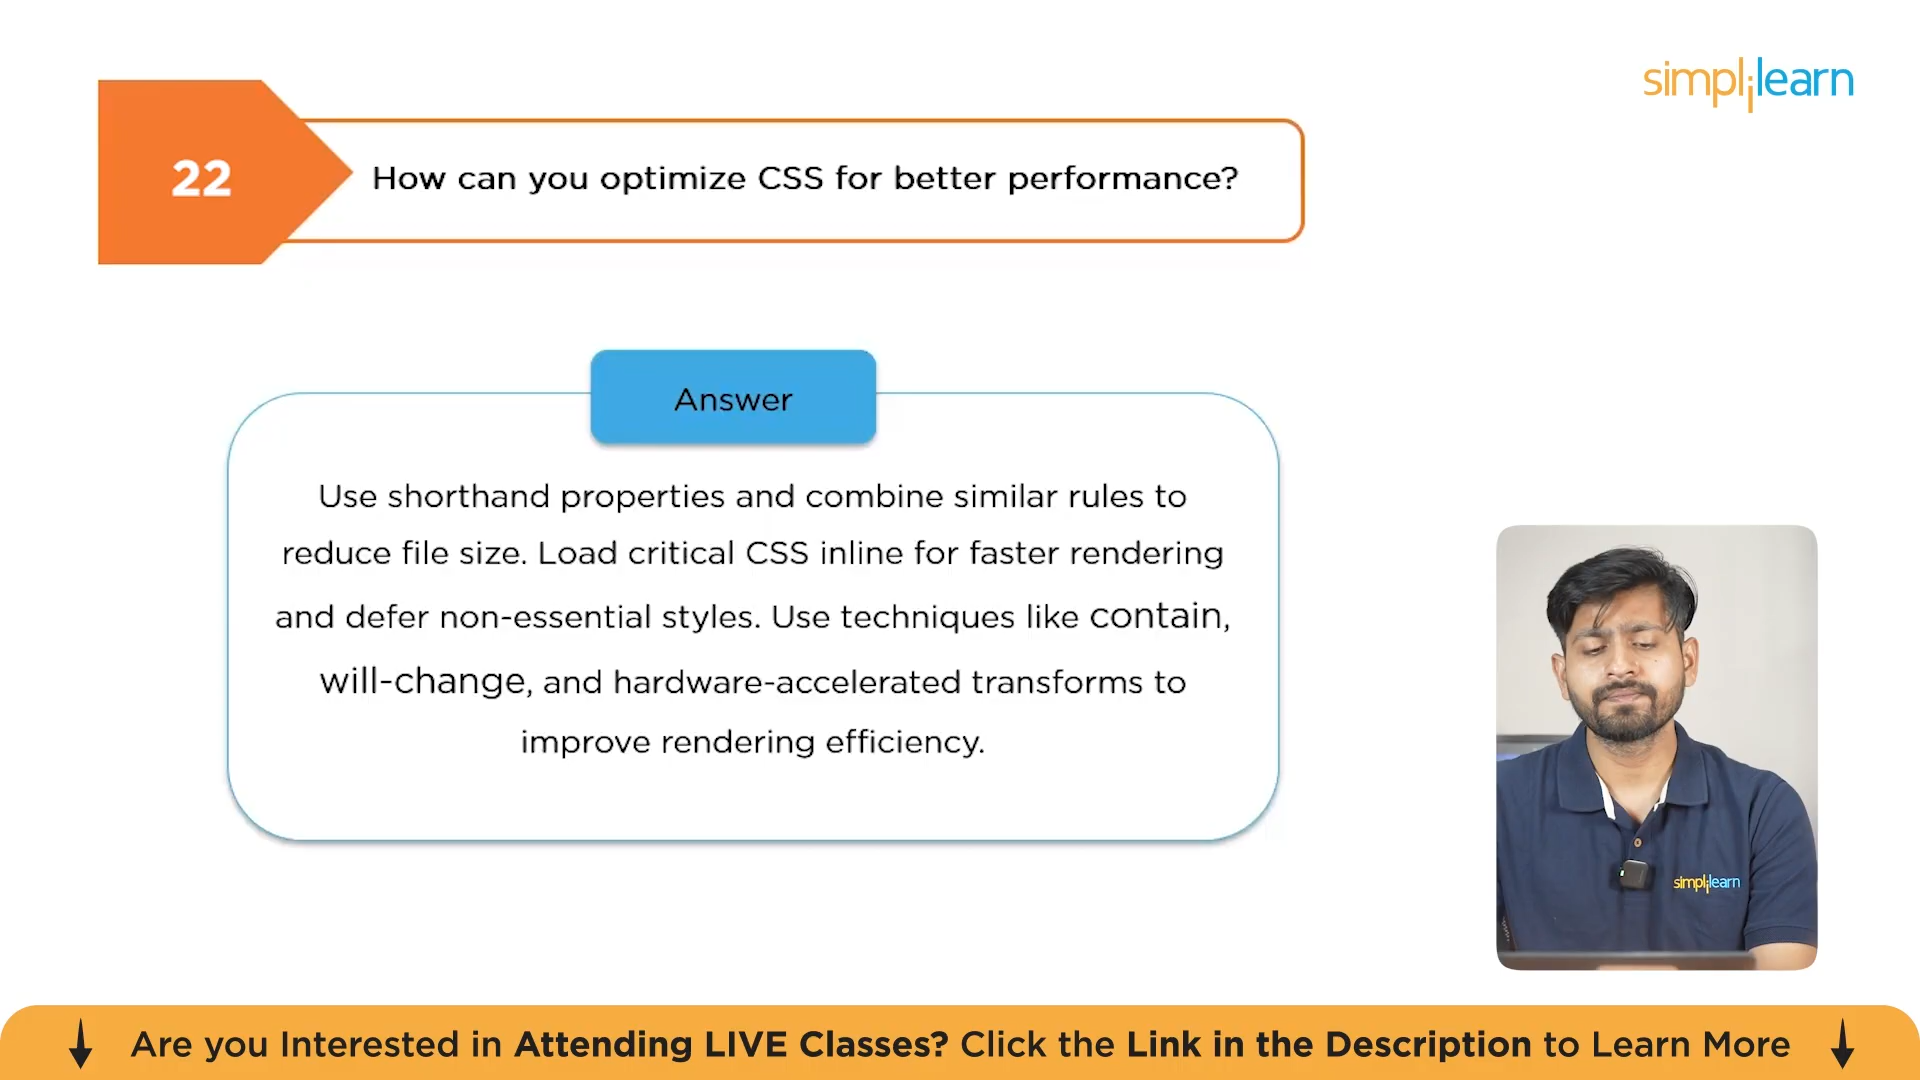 simplilearn
22
How can you optimize CSS for better performance?
Answer
Use shorthand properties and combine similar rules to
reduce file size. Load critical CSS inline for faster rendering
and defer non-essential styles. Use techniques like contain,
will-change, and hardware-accelerated transforms to
improve rendering efficiency.
simplilearn
Are you Interested in Attending LIVE Classes? Click the Link in the Description to Learn More